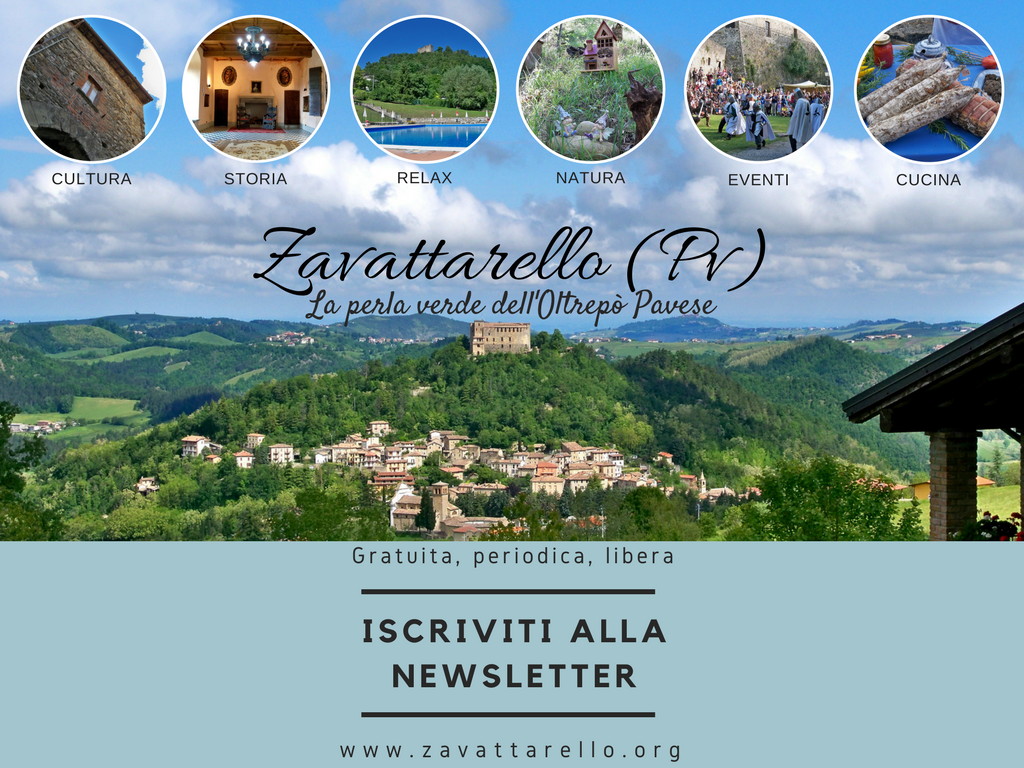 CULTURA
STORIA
RELAX
NATURA
EVENTI
CUCINA
Zavattarello (Pv)
La perla verde dell'Oltrepò Pavese
Gratuita, periodica, libera
ISCRIVITI ALLA
NEWSLETTER
www.zavattarello.org